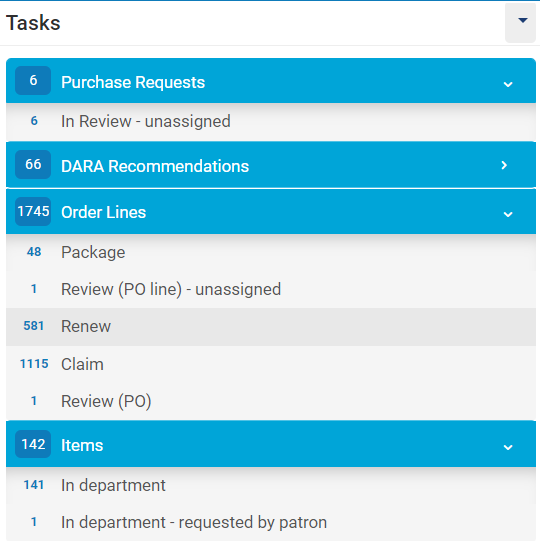 Tasks
6 Purchase Requests
6 In Review - unassigned
66 DARA Recommendations
1745 Order Lines
48 Package
1 Review (PO line) - unassigned
581 Renew
1115 Claim
1 Review (PO)
142 Items
141 In department
1 In department - requested by patron